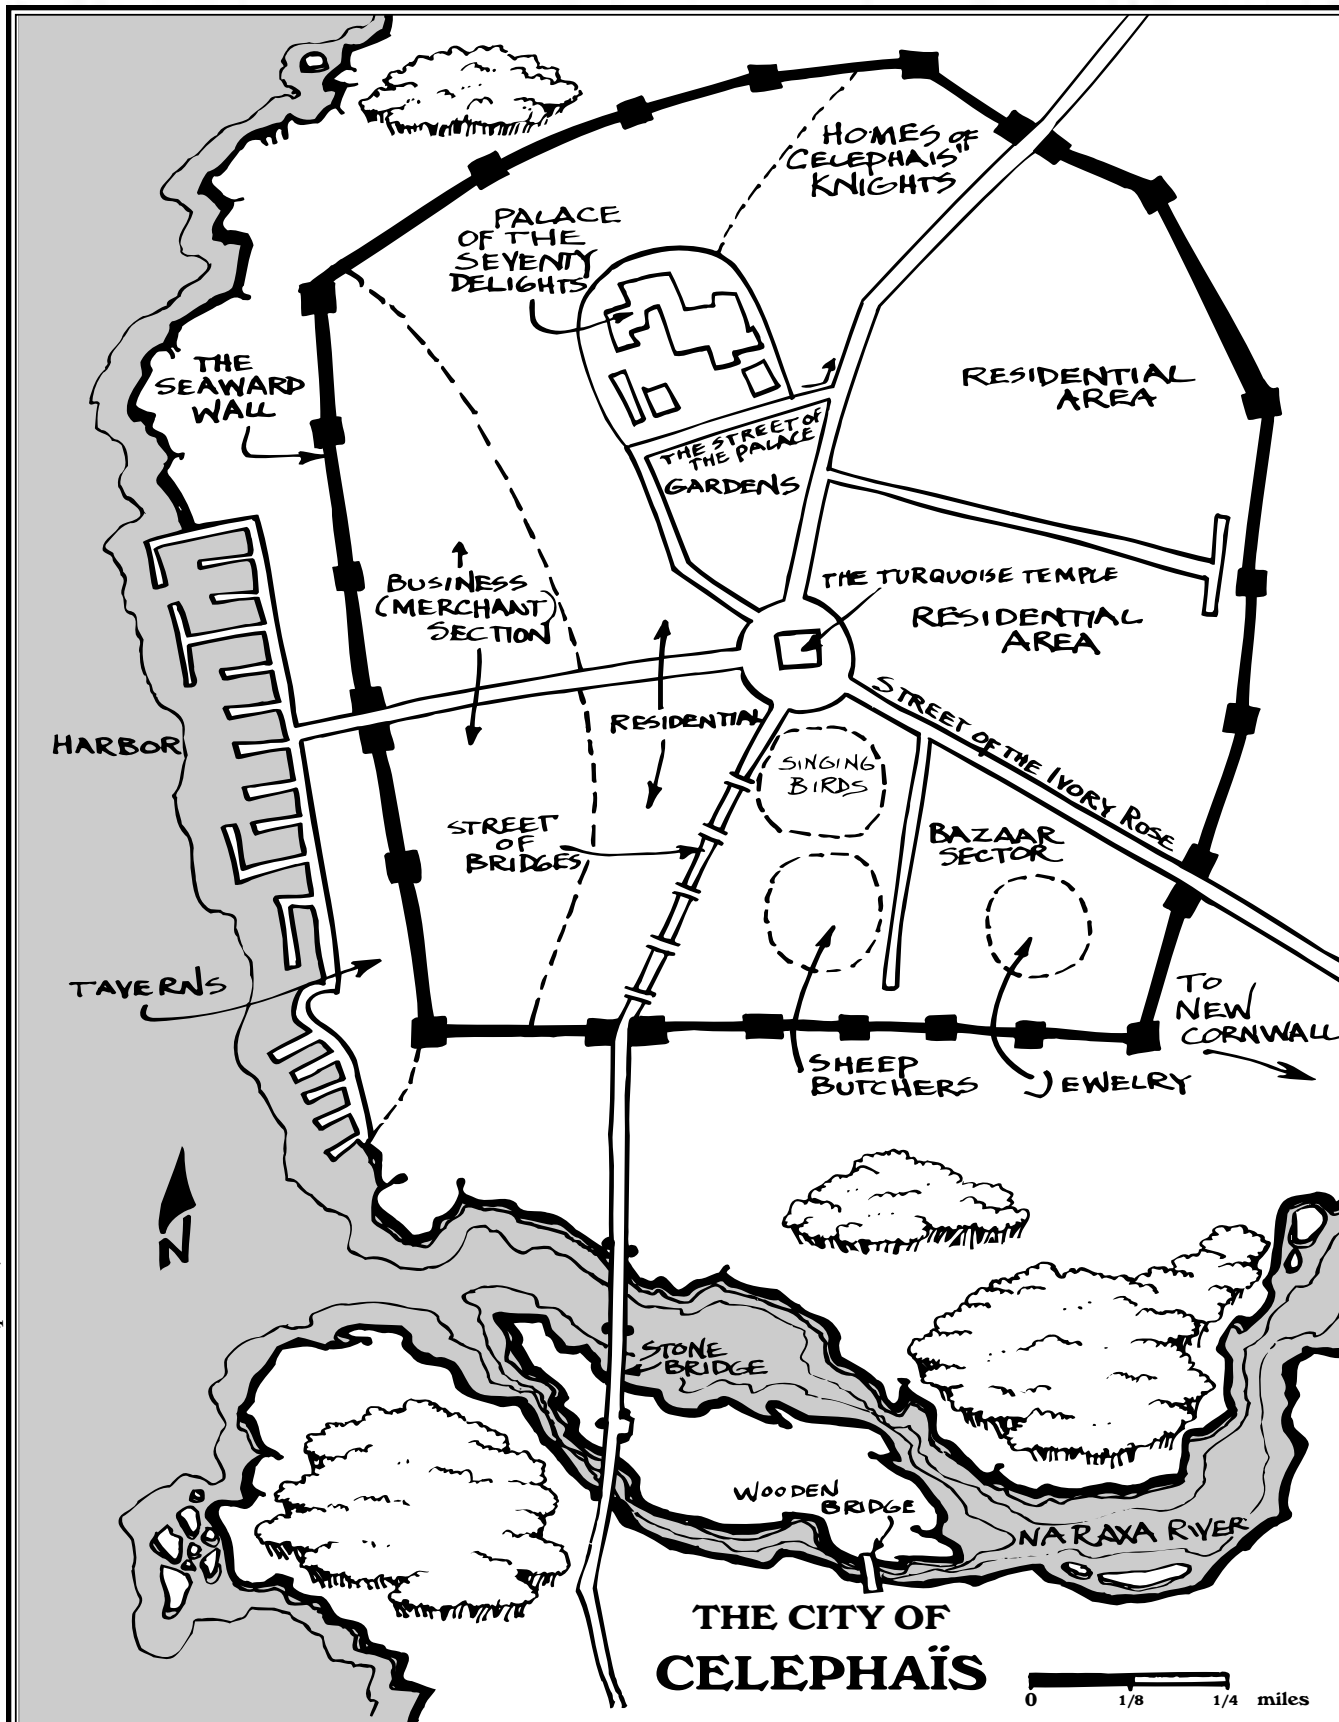 HOMES OF
CELEPHAIS"
KNIGHTS
PALACE
OF THE
SEVENTY
DELIGHTS
THE
SEAWARD
WALL
RESIDENTIAL
AREA
THE STREET OF
THE PALACE
GARDENS
BUSINESS
(MERCHANT)
SECTION
THE TURQUOISE TEMPLE
RESIDENTIAL
AREA
HARBOR
RESIDENTIAL
STREET OF THE IVORY ROSE
SINGING
BIRDS
STREET
OF
BRIDGES
BAZAAR
SECTOR
TAVERNS
TO
NEW
CORNWALL
SHEEP
BUTCHERS
JEWELRY
N
STONE
BRIDGE
WOODEN
BRIDGE
NARAXA RIVER
THE CITY OF
CELEPHAÏS
0 1/8 1/4 miles